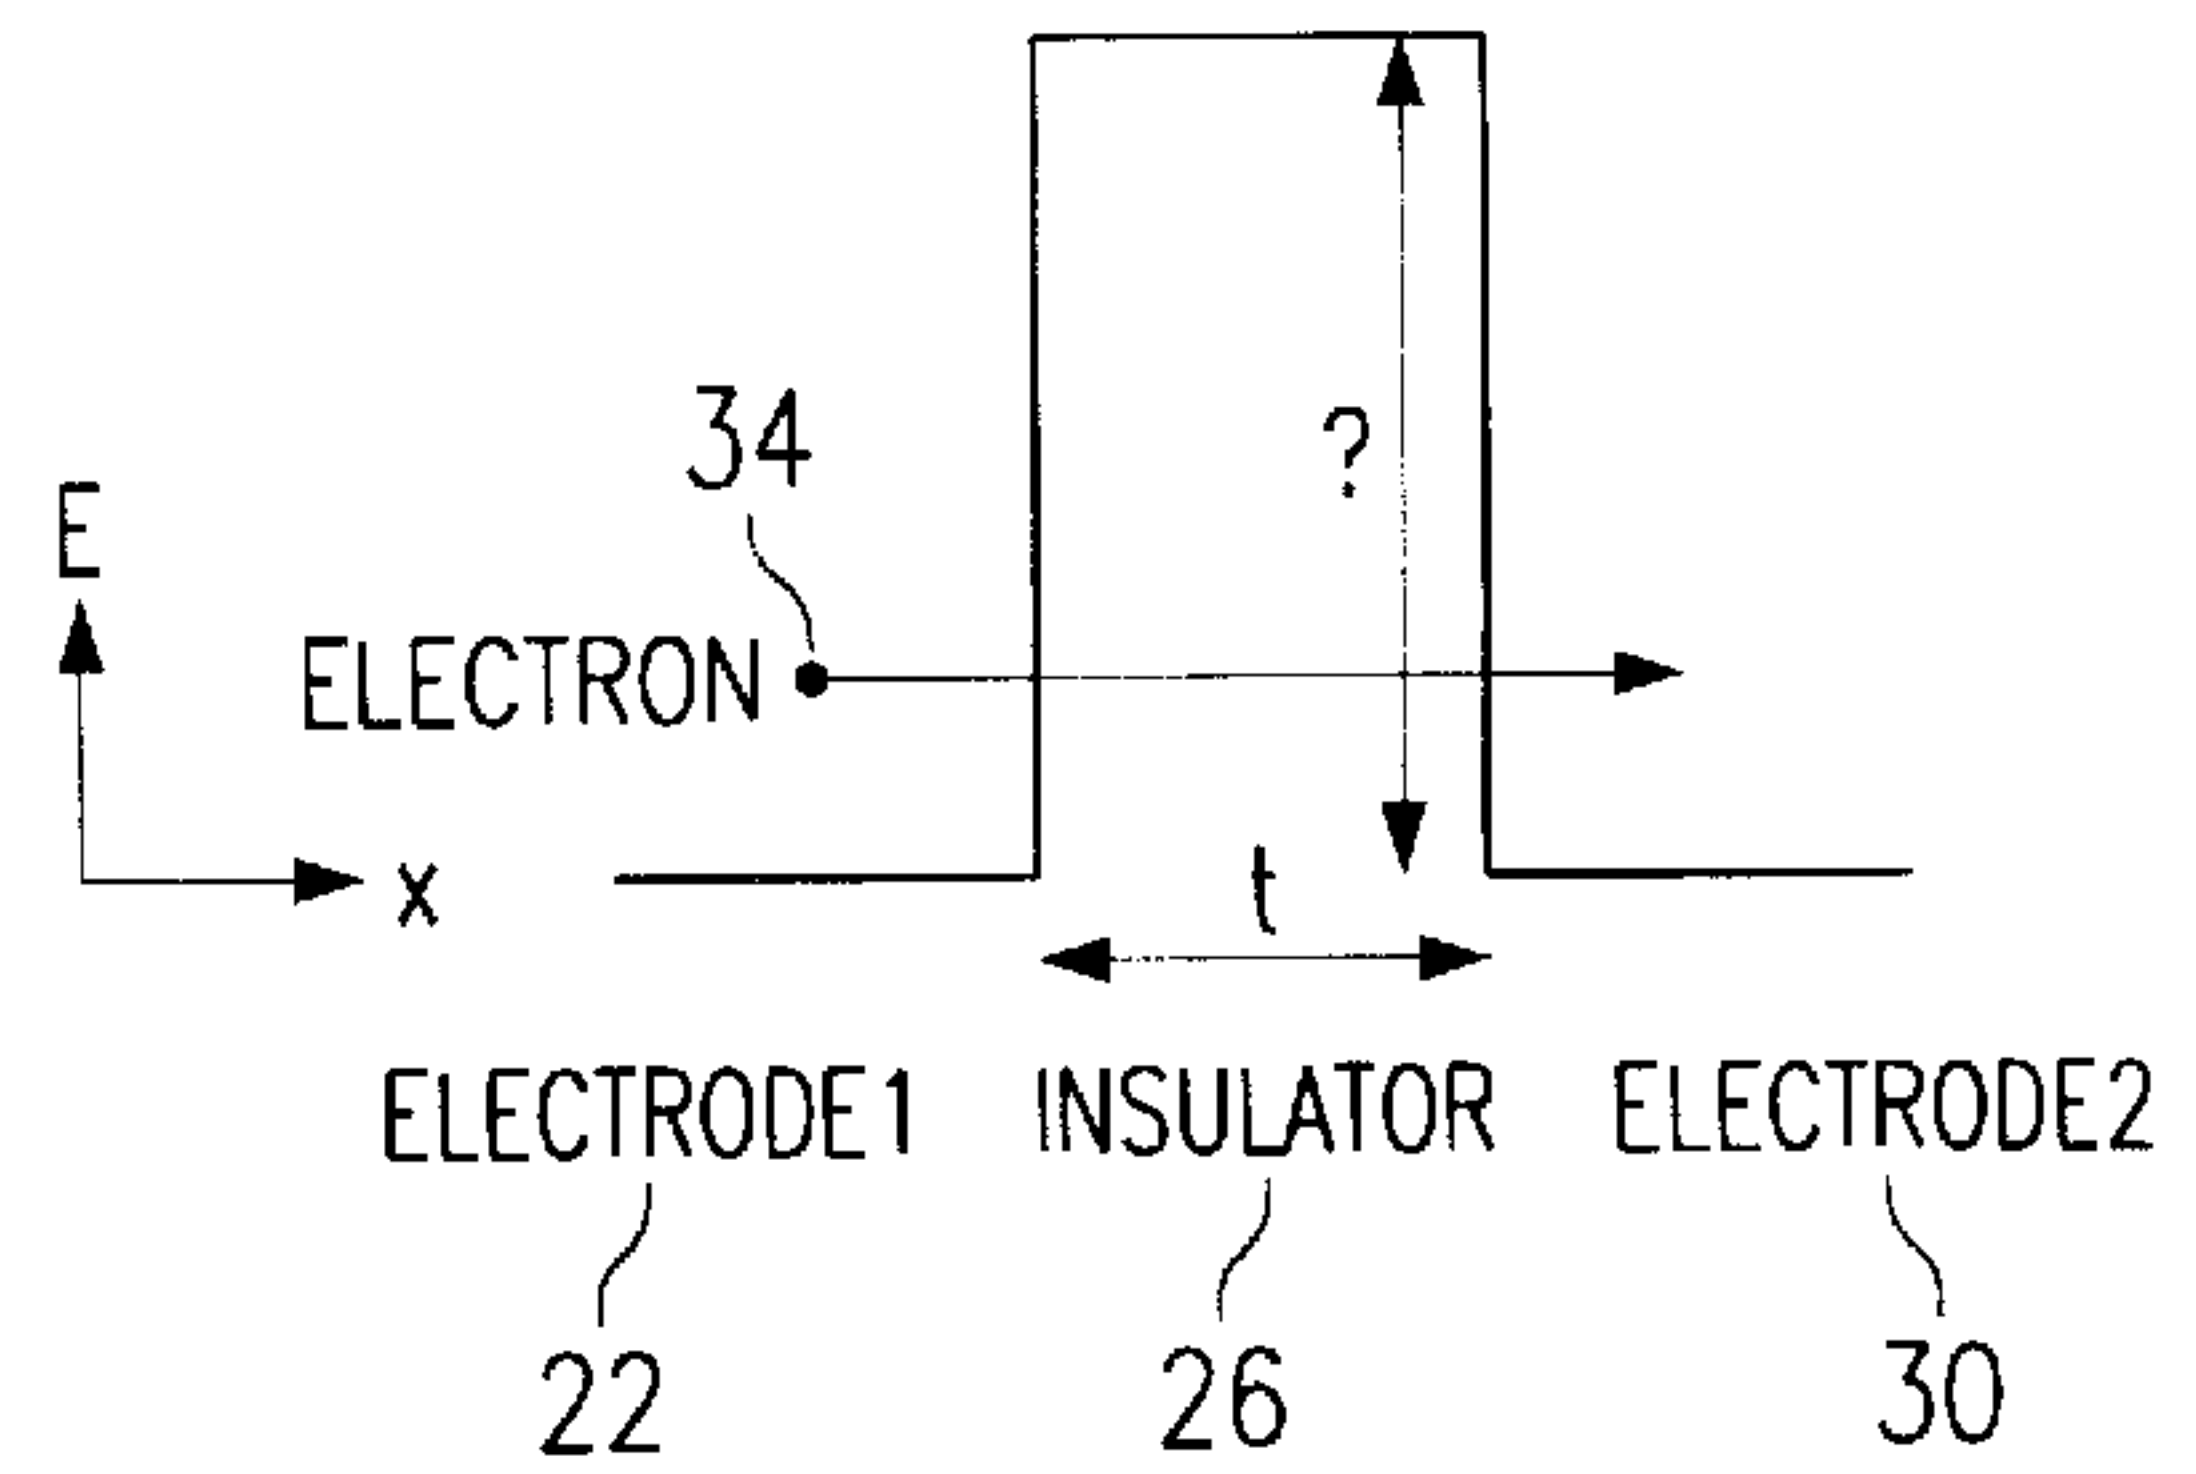 34
?
E
ELECTRON
x
t
ELECTRODE1 INSULATOR ELECTRODE2
22 26 30